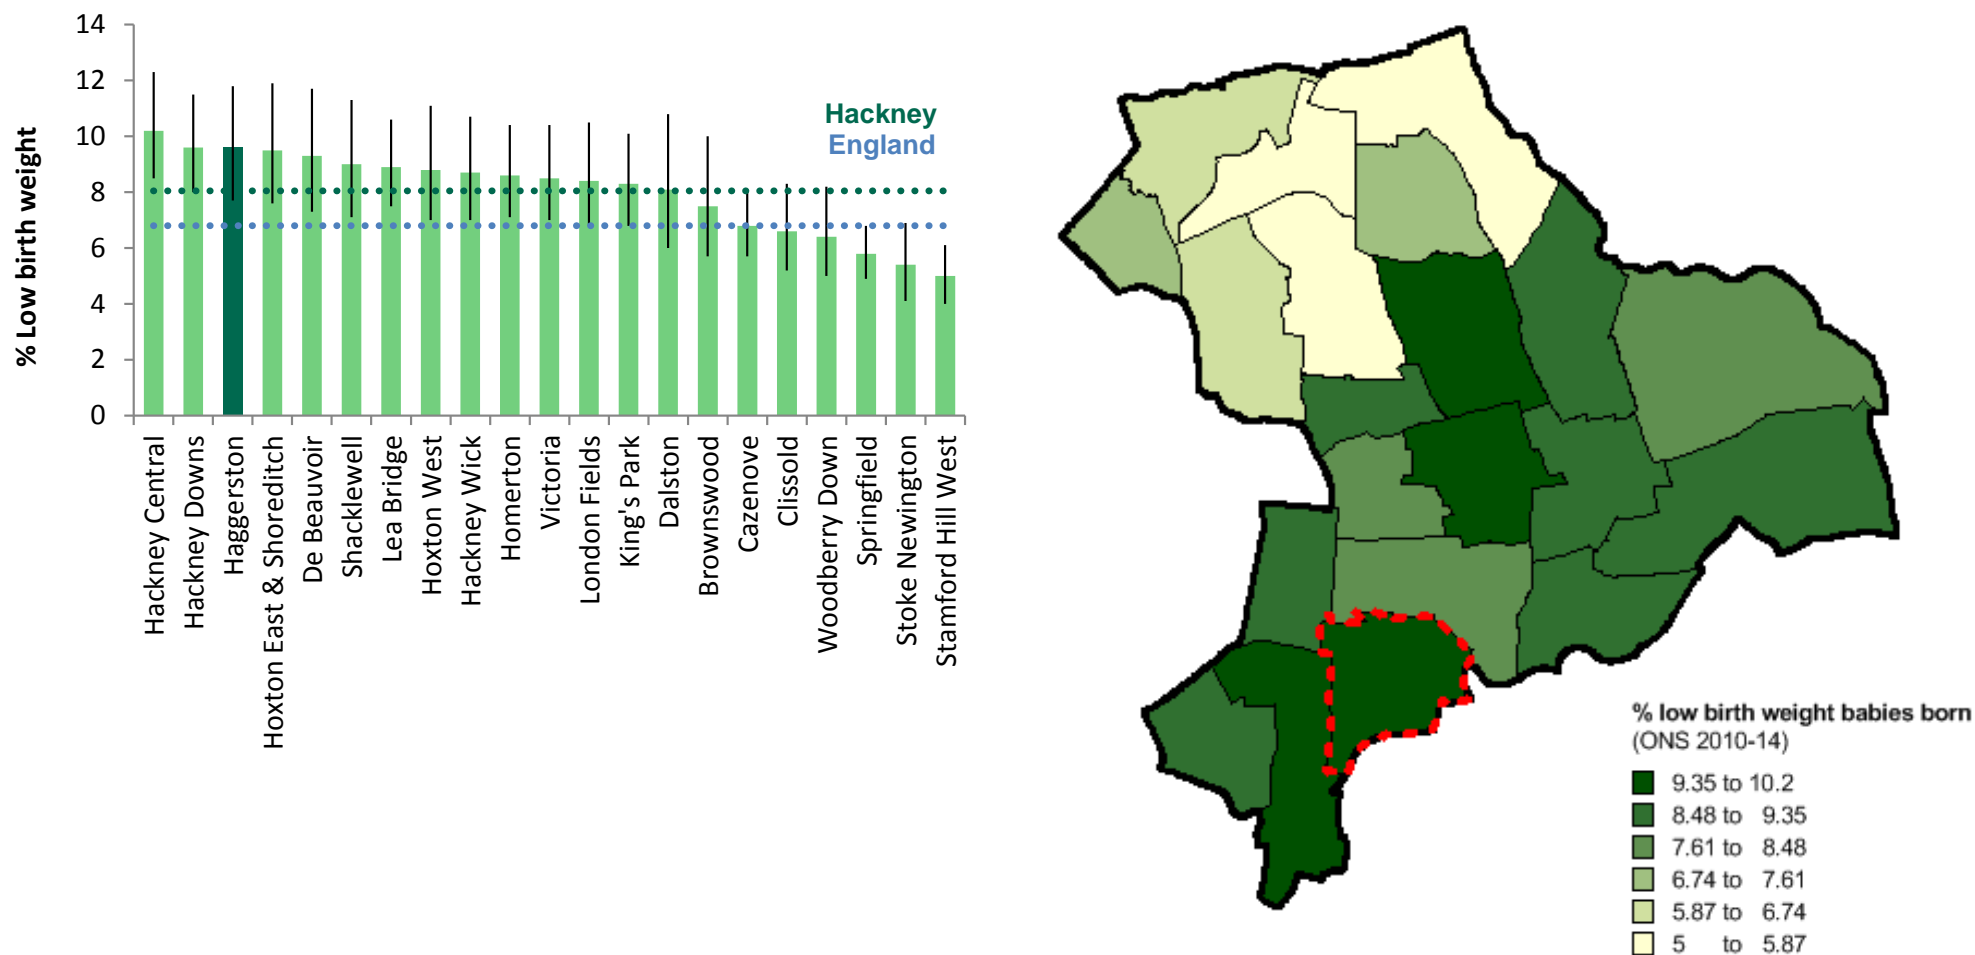 % Low birth weight
14
12
10
8
6
4
2
0
Hackney
England
Hackney Central
Hackney Downs
Haggerston
Hoxton East & Shoreditch
De Beauvoir
Shacklewell
Lea Bridge
Hoxton West
Hackney Wick
Homerton
Victoria
London Fields
King's Park
Dalston
Brownswood
Cazenove
Clissold
Woodberry Down
Springfield
Stoke Newington
Stamford Hill West
% low birth weight babies born
(ONS 2010-14)
9.35 to 10.2
8.48 to 9.35
7.61 to 8.48
6.74 to 7.61
5.87 to 6.74
5 to 5.87